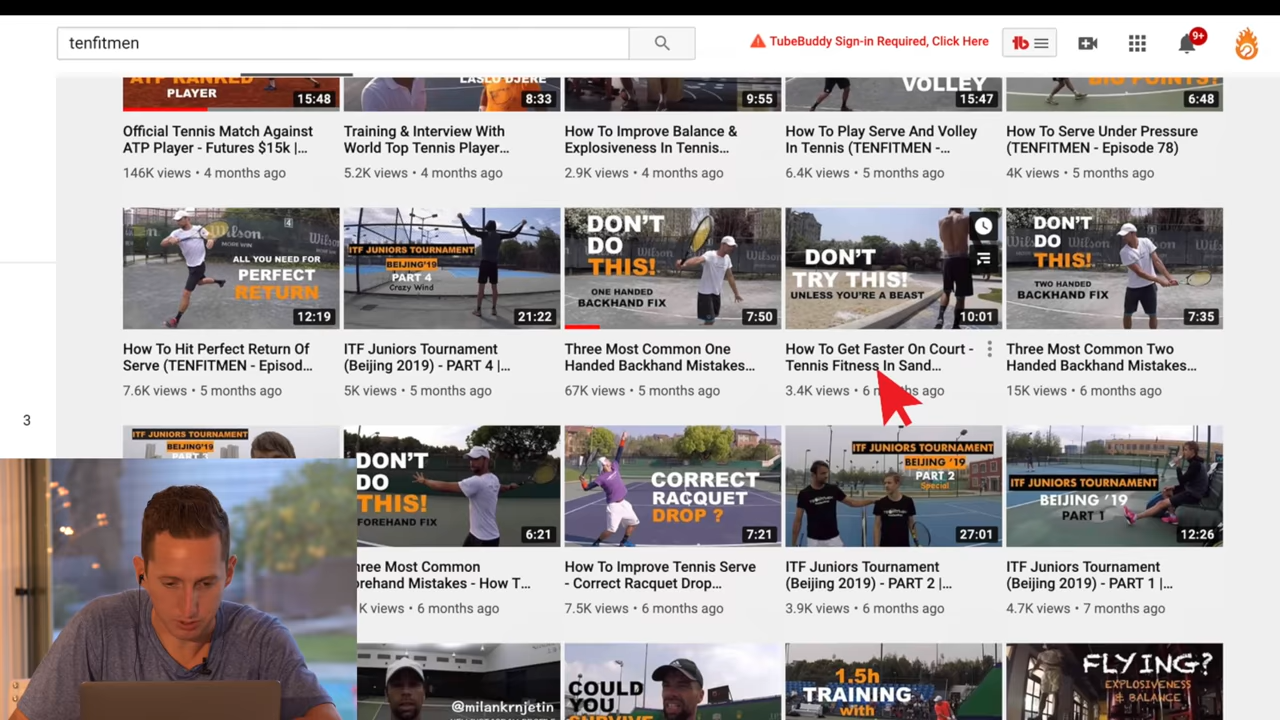 tenfitmen
TubeBuddy Sign-in Required, Click Here
tb
9+
ATP RANKED
PLAYER
15:48
LASLO DJERE
8:33
9:55
VOLLEY
15:47
BIG POINTS?
6:48
Official Tennis Match Against
ATP Player - Futures $15k |...
146K views • 4 months ago
Training & Interview With
World Top Tennis Player...
5.2K views • 4 months ago
How To Improve Balance &
Explosiveness In Tennis...
2.9K views • 4 months ago
How To Play Serve And Volley
In Tennis (TENFITMEN -...
6.4K views • 5 months ago
How To Serve Under Pressure
(TENFITMEN - Episode 78)
4K views • 5 months ago
Wilson
4
ALL YOU NEED FOR
PERFECT
RETURN
12:19
ITF JUNIORS TOURNAMENT
BEIJING'19
PART 4
Crazy Wind
21:22
DON'T
DO
THIS!
ONE HANDED
BACKHAND FIX
7:50
DON'T
TRY THIS!
UNLESS YOU'RE A BEAST
10:01
DON'T
DO
THIS!
TWO HANDED
BACKHAND FIX
7:35
How To Hit Perfect Return Of
Serve (TENFITMEN - Episod...
7.6K views • 5 months ago
ITF Juniors Tournament
(Beijing 2019) - PART 4 |...
5K views • 5 months ago
Three Most Common One
Handed Backhand Mistakes...
67K views • 5 months ago
How To Get Faster On Court -
Tennis Fitness In Sand...
3.4K views • 6 months ago
Three Most Common Two
Handed Backhand Mistakes...
15K views • 6 months ago
3
ITF JUNIORS TOURNAMENT
BEIJING'19
PART 3
DON'T
DO
THIS!
FOREHAND FIX
6:21
CORRECT
RACQUET
DROP ?
7:21
ITF JUNIORS TOURNAMENT
BEIJING '19
PART 2
Special
27:01
ITF JUNIORS TOURNAMENT
BEIJING '19
PART 1
12:26
hree Most Common
orehand Mistakes - How T...
K views • 6 months ago
How To Improve Tennis Serve
- Correct Racquet Drop...
7.5K views • 6 months ago
ITF Juniors Tournament
(Beijing 2019) - PART 2 |...
3.9K views • 6 months ago
ITF Juniors Tournament
(Beijing 2019) - PART 1 |...
4.7K views • 7 months ago
@milankrnjetin
COULD
YOU
SURVIVE
1.5h
TRAINING
with
FLYING?
EXPLOSIVENESS
& BALANCE